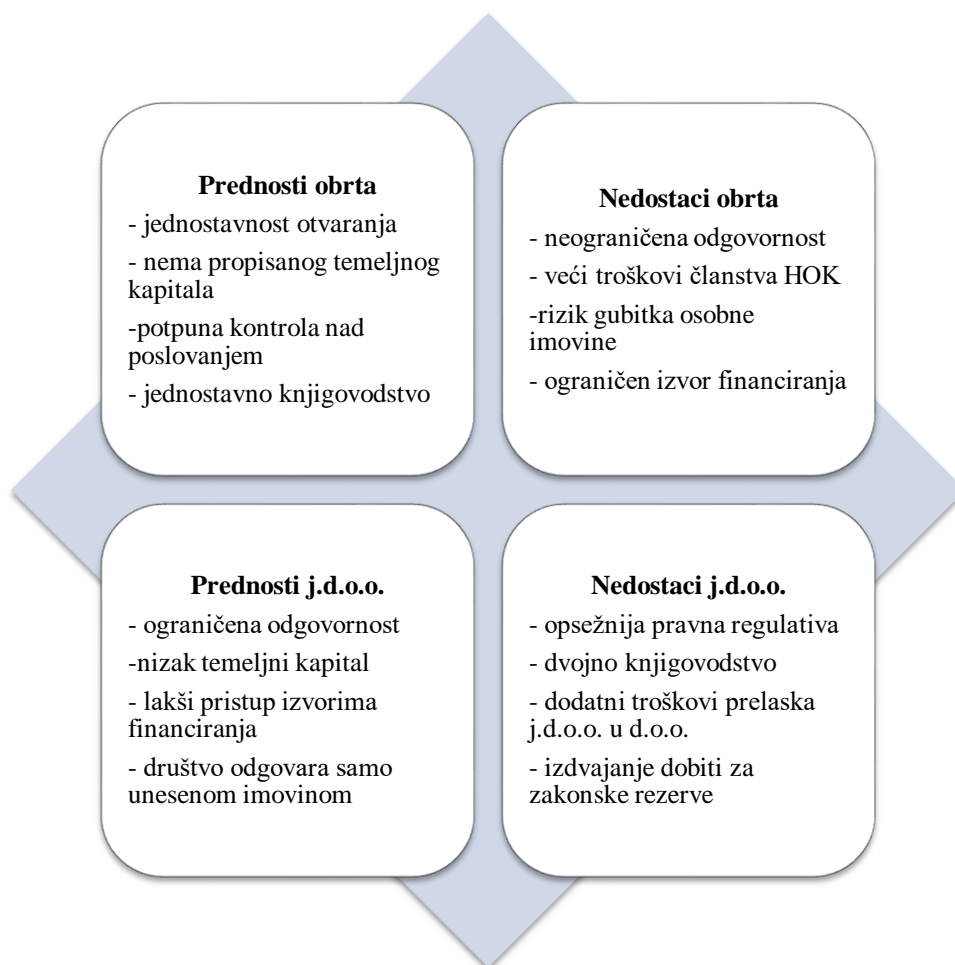 Prednosti obrta
- jednostavnost otvaranja
- nema propisanog temeljnog
kapitala
-potpuna kontrola nad
poslovanjem
- jednostavno knjigovodstvo
Nedostaci obrta
- neograničena odgovornost
- veći troškovi članstva HOK
-rizik gubitka osobne
imovine
- ograničen izvor financiranja
Prednosti j.d.o.o.
- ograničena odgovornost
-nizak temeljni kapital
- lakši pristup izvorima
financiranja
- društvo odgovara samo
unesenom imovinom
Nedostaci j.d.o.o.
- opsežnija pravna regulativa
- dvojno knjigovodstvo
- dodatni troškovi prelaska
j.d.o.o. u d.o.o.
- izdvajanje dobiti za
zakonske rezerve